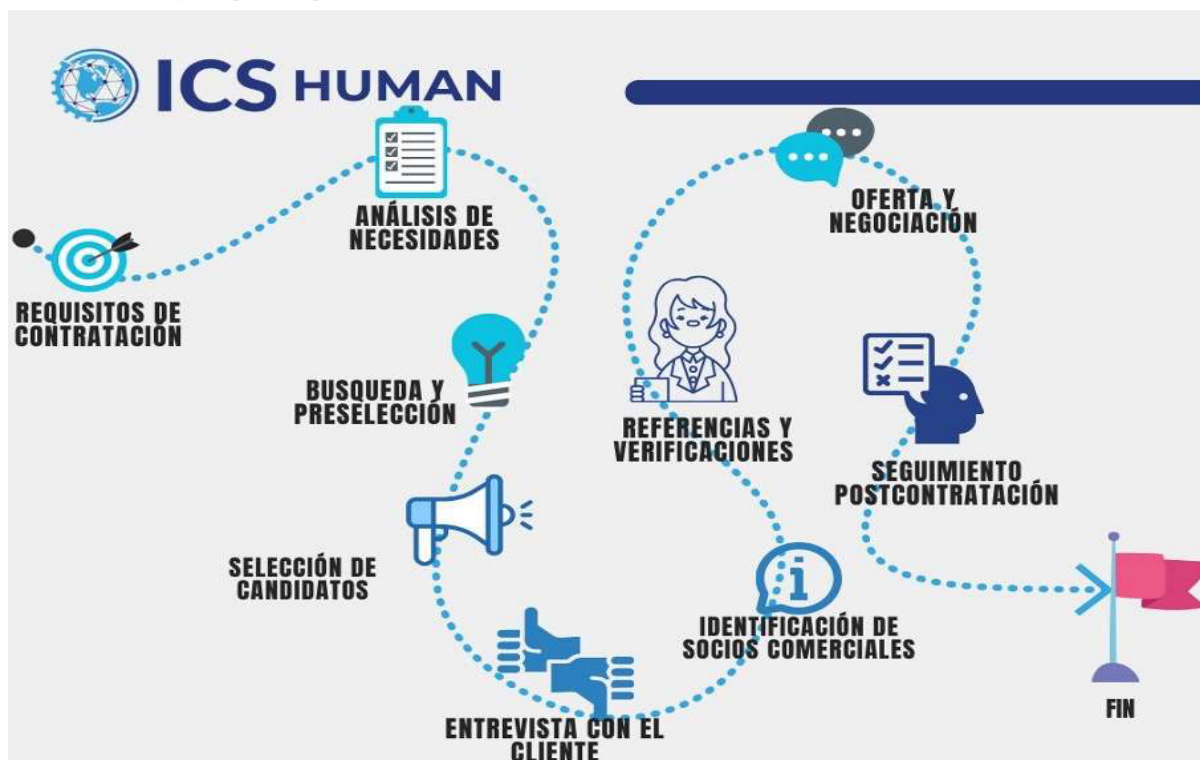 ICS HUMAN
REQUISITOS DE
CONTRATACIÓN
ANÁLISIS DE
NECESIDADES
BUSQUEDA Y
PRESELECCIÓN
SELECCIÓN DE
CANDIDATOS
ENTREVISTA CON EL
CLIENTE
IDENTIFICACIÓN DE
SOCIOS COMERCIALES
REFERENCIAS Y
VERIFICACIONES
OFERTA Y
NEGOCIACIÓN
SEGUIMIENTO
POSTCONTRATACIÓN
FIN